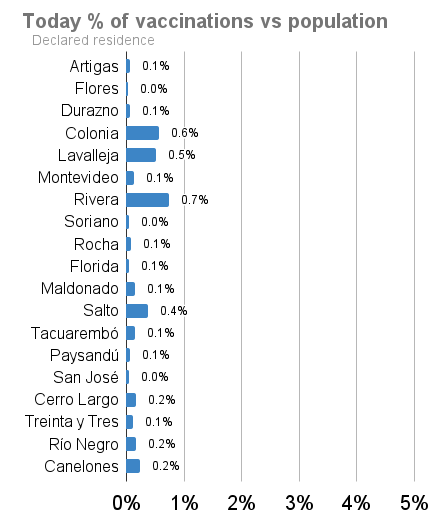 Today % of vaccinations vs population
Declared residence
Artigas 0.1%
Flores 0.0%
Durazno 0.1%
Colonia 0.6%
Lavalleja 0.5%
Montevideo 0.1%
Rivera 0.7%
Soriano 0.0%
Rocha 0.1%
Florida 0.1%
Maldonado 0.1%
Salto 0.4%
Tacuarembó 0.1%
Paysandú 0.1%
San José 0.0%
Cerro Largo 0.2%
Treinta y Tres 0.1%
Río Negro 0.2%
Canelones 0.2%
0% 1% 2% 3% 4% 5%